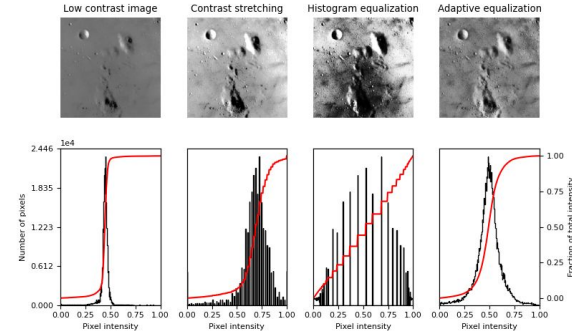 Low contrast image
Contrast stretching
Histogram equalization
Adaptive equalization
1e4
2.446
1.835
1.223
0.612
0.000
Number of pixels
0.00 0.25 0.50 0.75 1.00
Pixel intensity
0.00 0.25 0.50 0.75 1.00
Pixel intensity
0.00 0.25 0.50 0.75 1.00
Pixel intensity
0.00 0.25 0.50 0.75 1.00
Pixel intensity
1.00
0.75
0.50
0.25
0.00
Fraction of total intensity